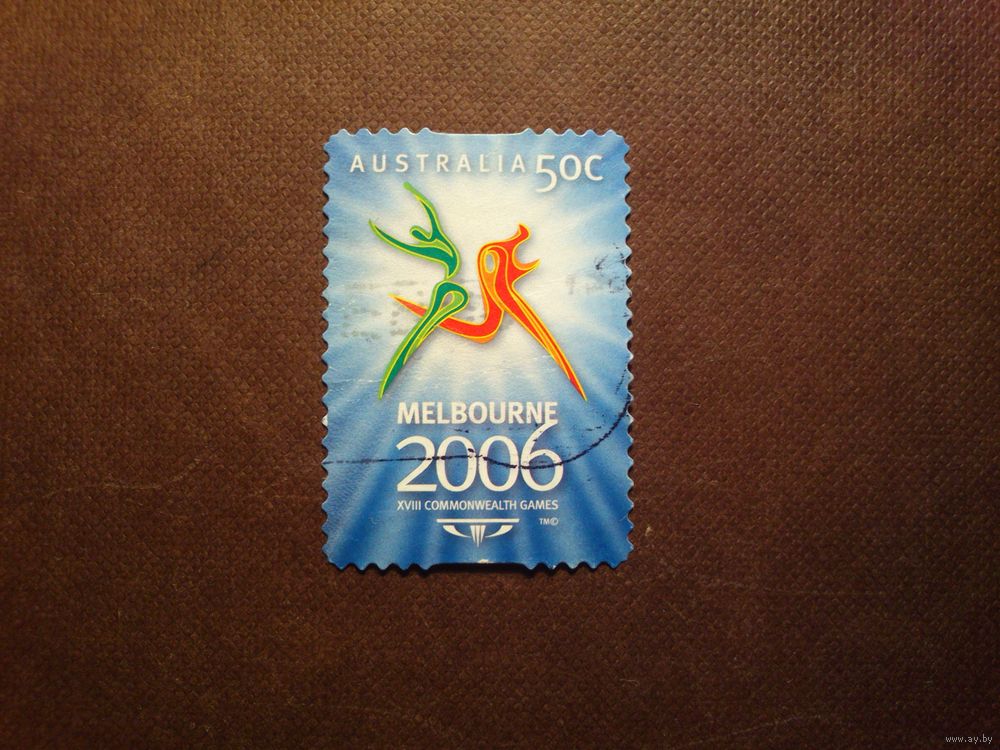 AUSTRALIA 50C
MELBOURNE
2006
XVIII COMMONWEALTH GAMES
TM©
www.ay.by